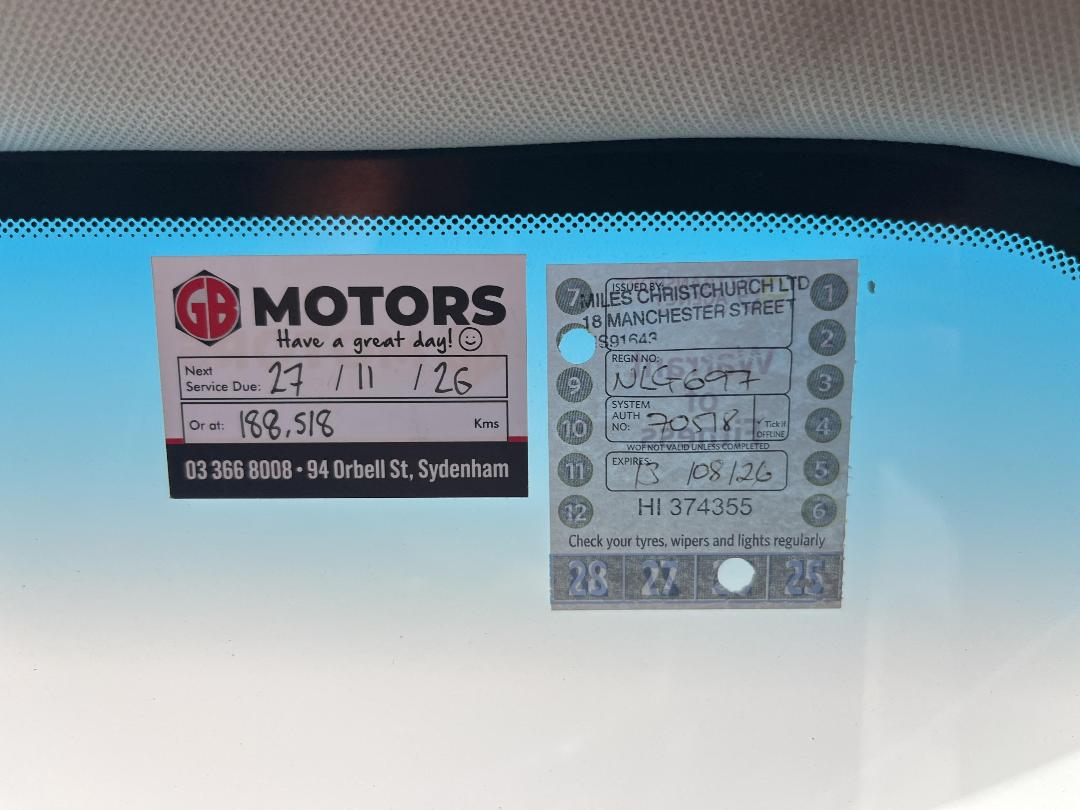 GB MOTORS
Have a great day!
Next
Service Due: 27 / 11 / 26
Or at: 188,518 Kms
03 366 8008 • 94 Orbell St, Sydenham
ISSUED BY:
MILES CHRISTCHURCH LTD
18 MANCHESTER STREET
S91643
REGN NO:
NLG697
SYSTEM
AUTH
NO: 70578
✓ Tick if
OFFLINE
WOF NOT VALID UNLESS COMPLETED
EXPIRES: 13 / 08 / 26
HI 374355
7
9
10
11
12
1
2
3
4
5
6
Check your tyres, wipers and lights regularly
28 27 25